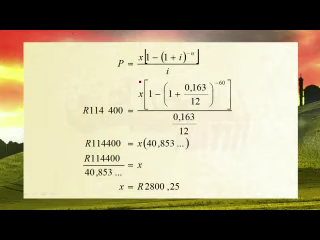 P = x[1 − (1 + i)^−n] / i
R114 400 = x[1 − (1 + 0,163/12)^−60] / (0,163/12)
R114400 = x(40,853...)
R114400/40,853... = x
x = R2800,25